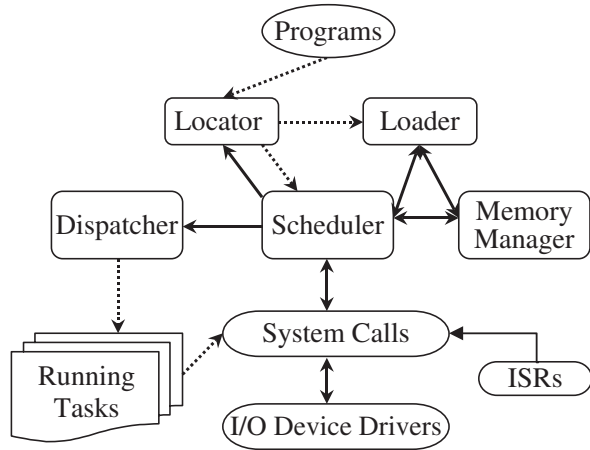 Programs
Locator
Loader
Dispatcher
Scheduler
Memory
Manager
System Calls
Running
Tasks
ISRs
I/O Device Drivers